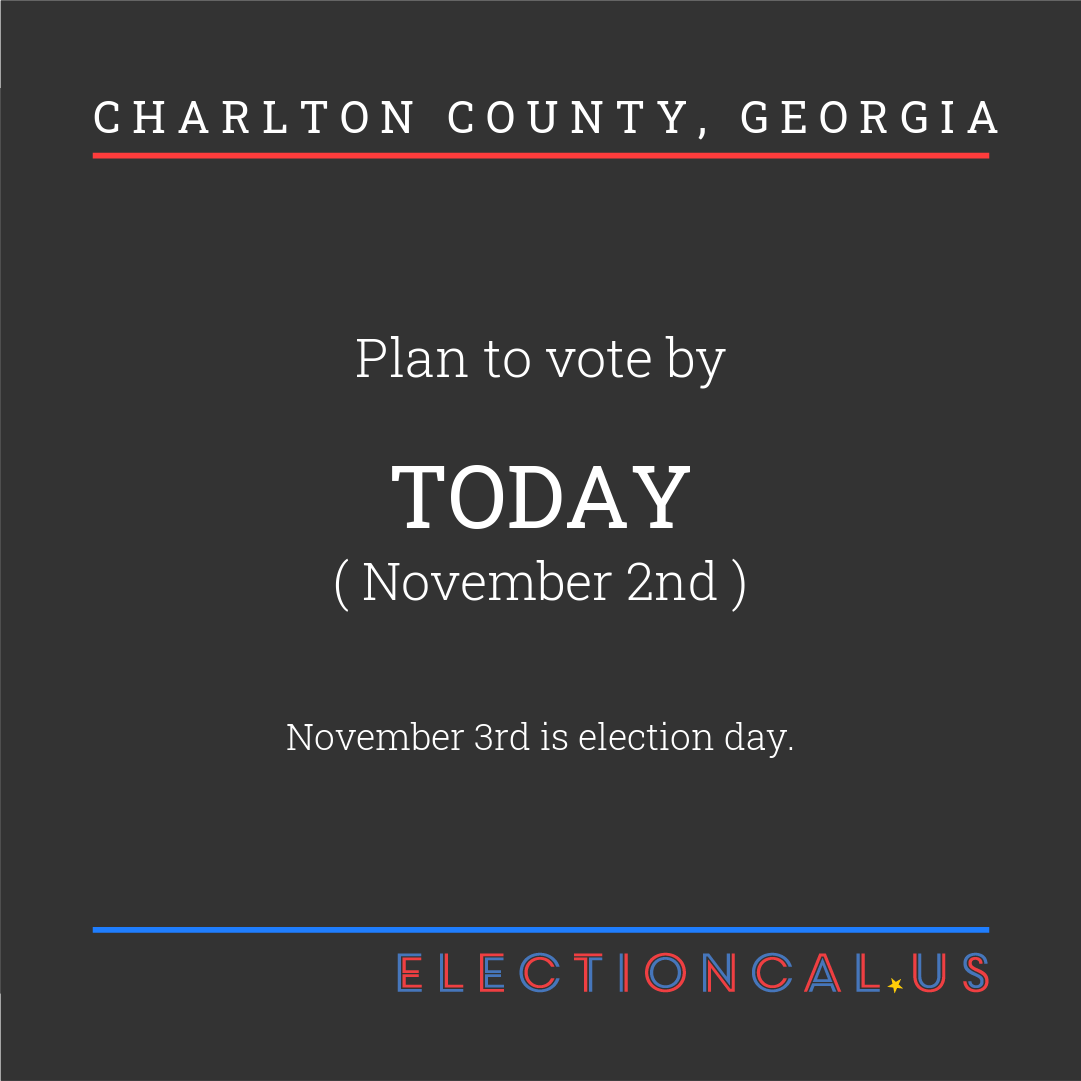 CHARLTON COUNTY, GEORGIA
Plan to vote by
TODAY
( November 2nd )
November 3rd is election day.
ELECTIONCAL.US